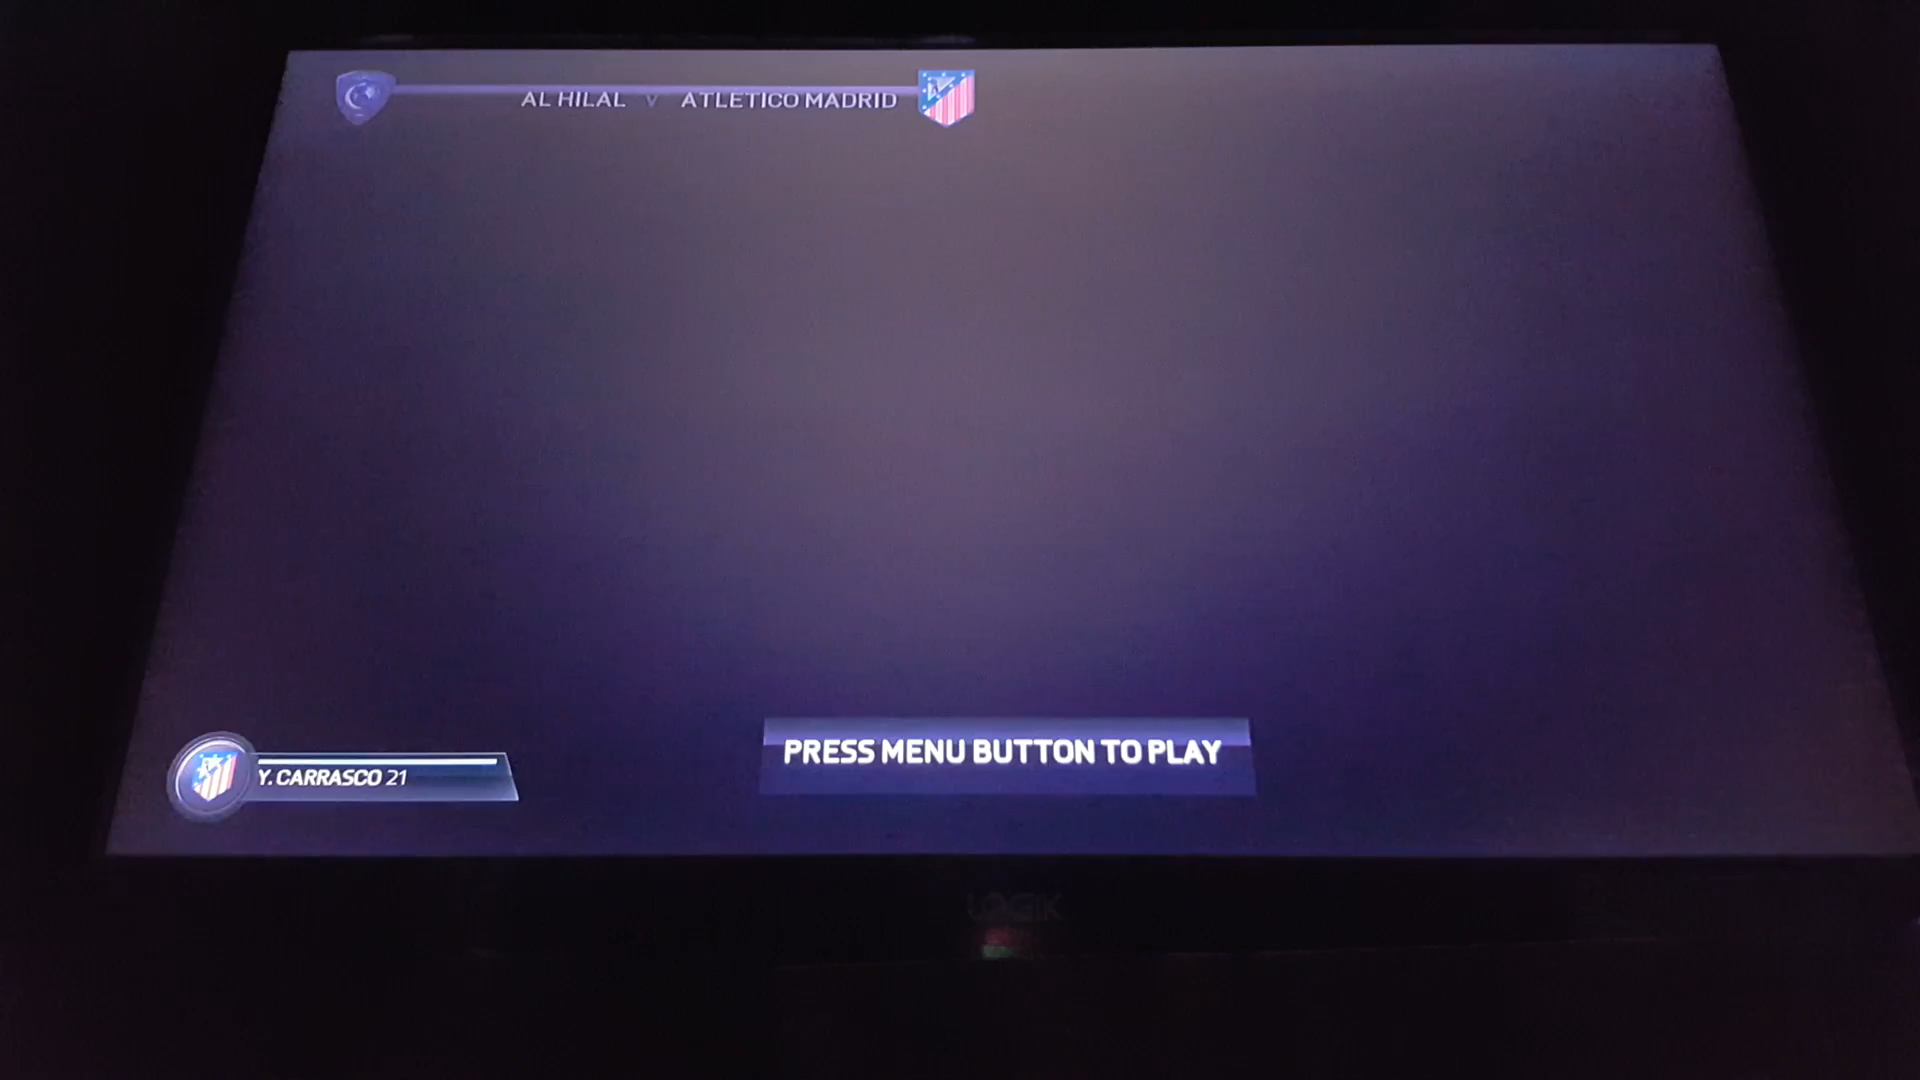 AL HILAL V ATLETICO MADRID
PRESS MENU BUTTON TO PLAY
Y. CARRASCO 21
LOGIK